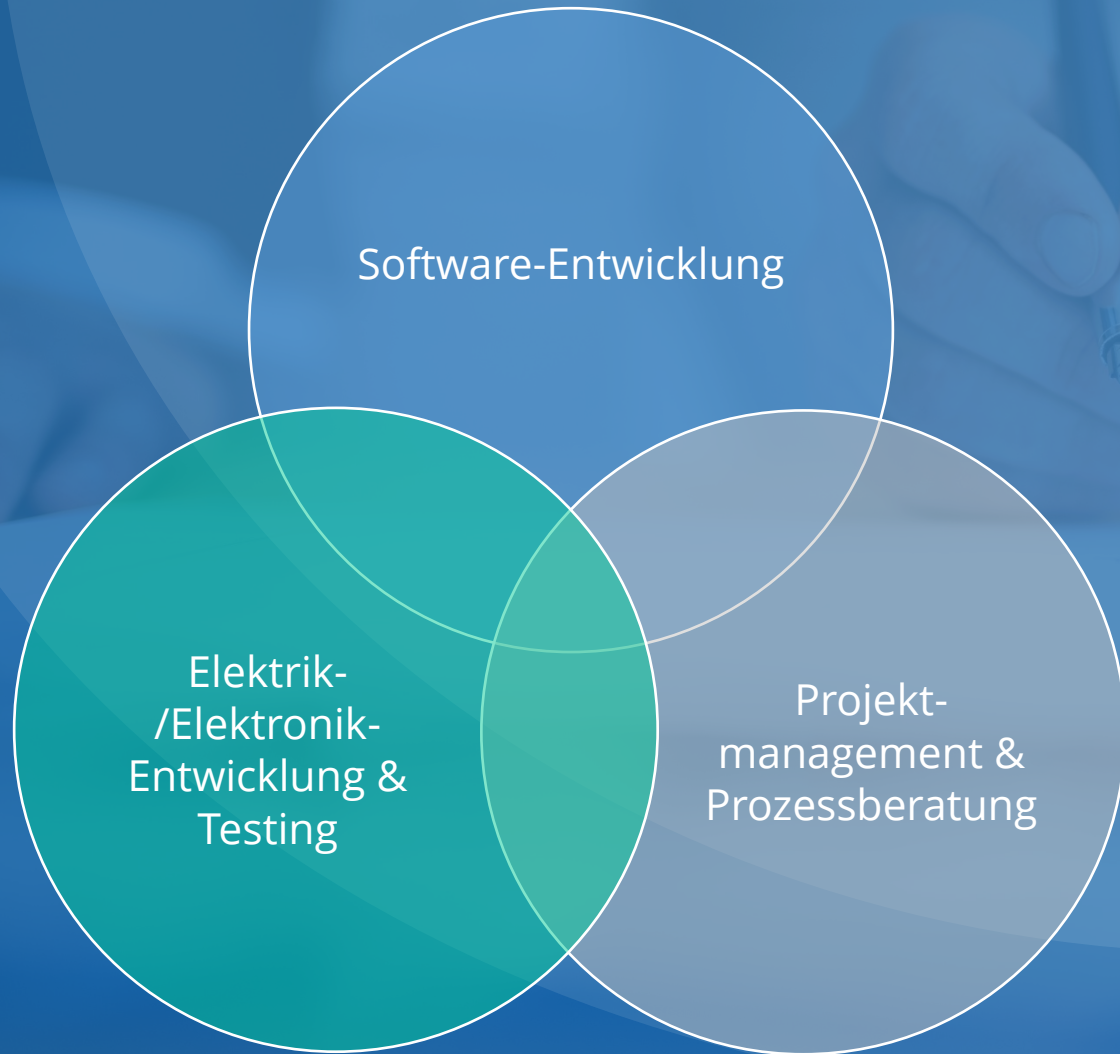 Software-Entwicklung
Elektrik-
/Elektronik-
Entwicklung &
Testing
Projekt-
management &
Prozessberatung